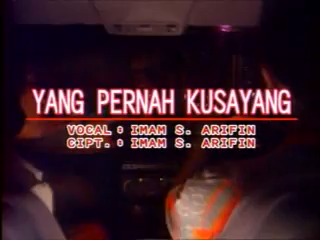 YANG PERNAH KUSAYANG
VOCAL : IMAM S. ARIFIN
CIPT. : IMAM S. ARIFIN